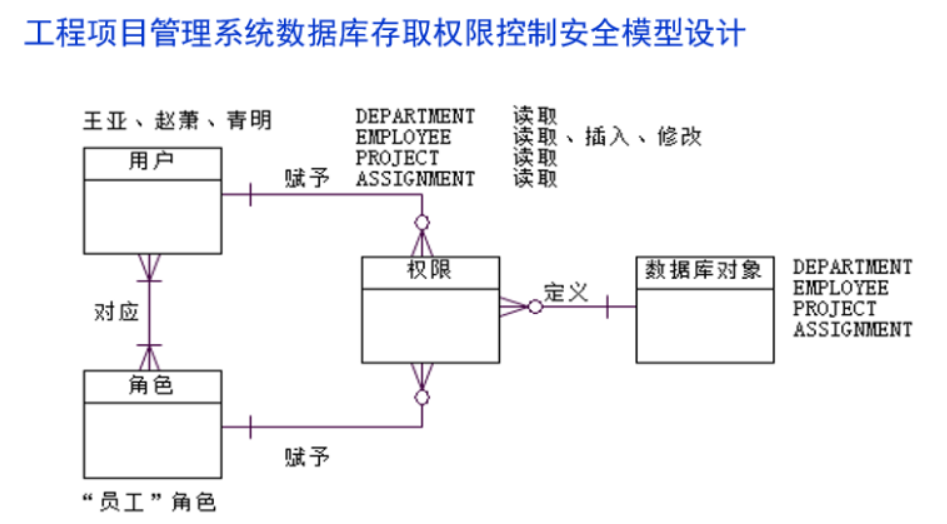 工程项目管理系统数据库存取权限控制安全模型设计
王亚、赵萧、青明
DEPARTMENT 读取
EMPLOYEE 读取、插入、修改
PROJECT 读取
ASSIGNMENT 读取
用户
赋予
权限
数据库对象
DEPARTMENT
EMPLOYEE
PROJECT
ASSIGNMENT
定义
对应
角色
赋予
“员工”角色